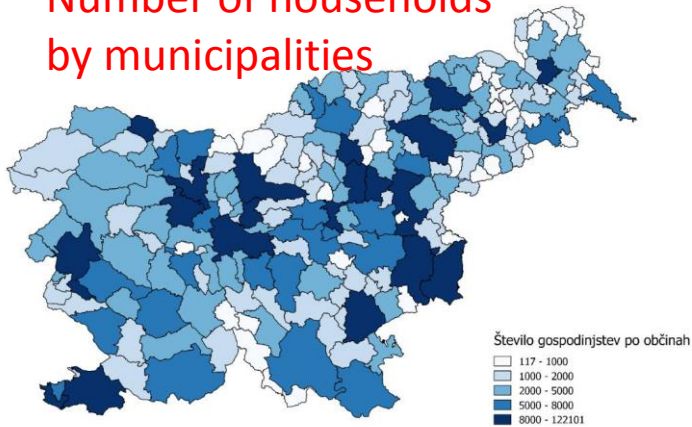 Number of households
by municipalities
Število gospodinjstev po občinah
117 - 1000
1000 - 2000
2000 - 5000
5000 - 8000
8000 - 122101